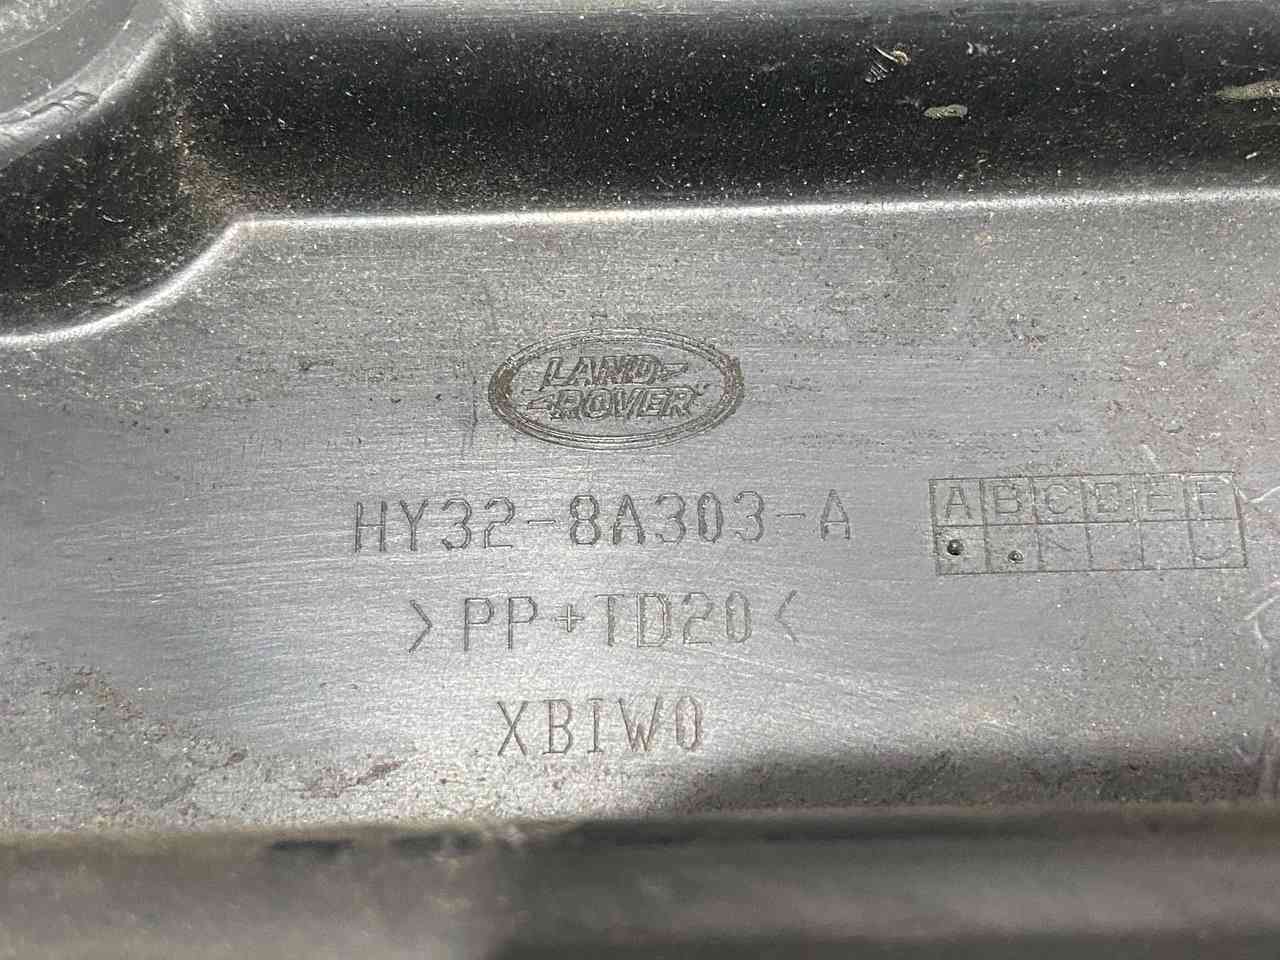 LAND
ROVER
HY32-8A303-A
A B C D E F
>PP+TD20<
XBIW0